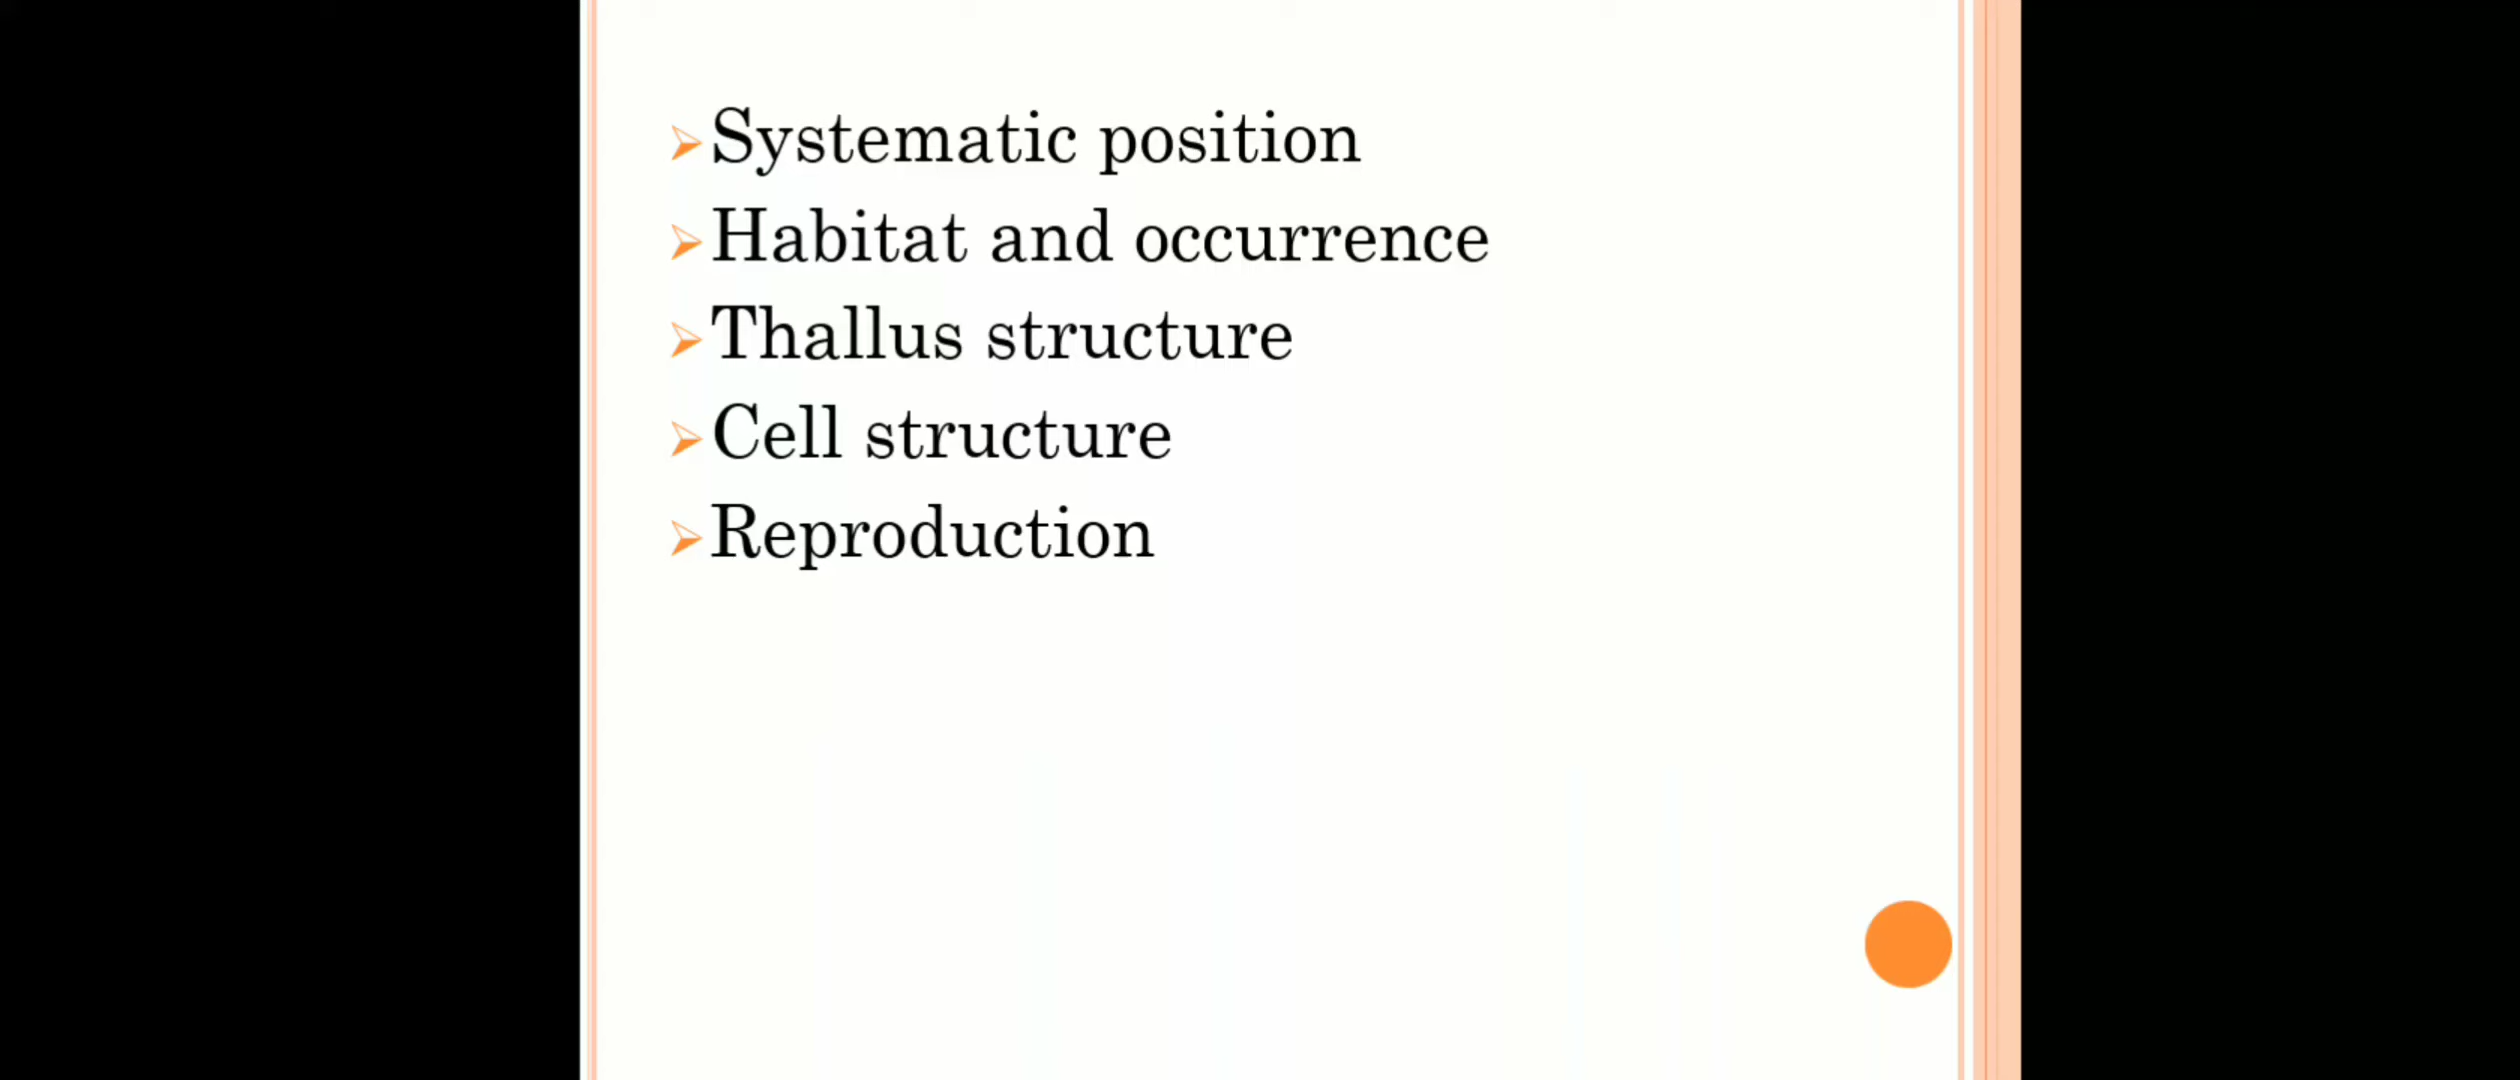 Systematic position
Habitat and occurrence
Thallus structure
Cell structure
Reproduction